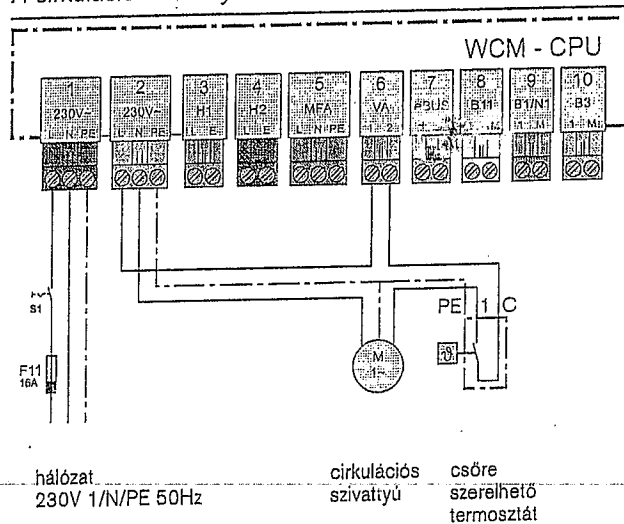 WCM - CPU
1 2 3 4 5 6 7 8 9 10
230V~ 230V~ H1 H2 MFA VA EBUS B11 B1/N1 B3
L N PE L N PE L E L E L N PE 1 2 1 M 1 M
PE 1 C
S1
F11
16A
M
1~
ϑ
hálózat
230V 1/N/PE 50Hz
cirkulációs
szivattyú
csőre
szerelhető
termosztát